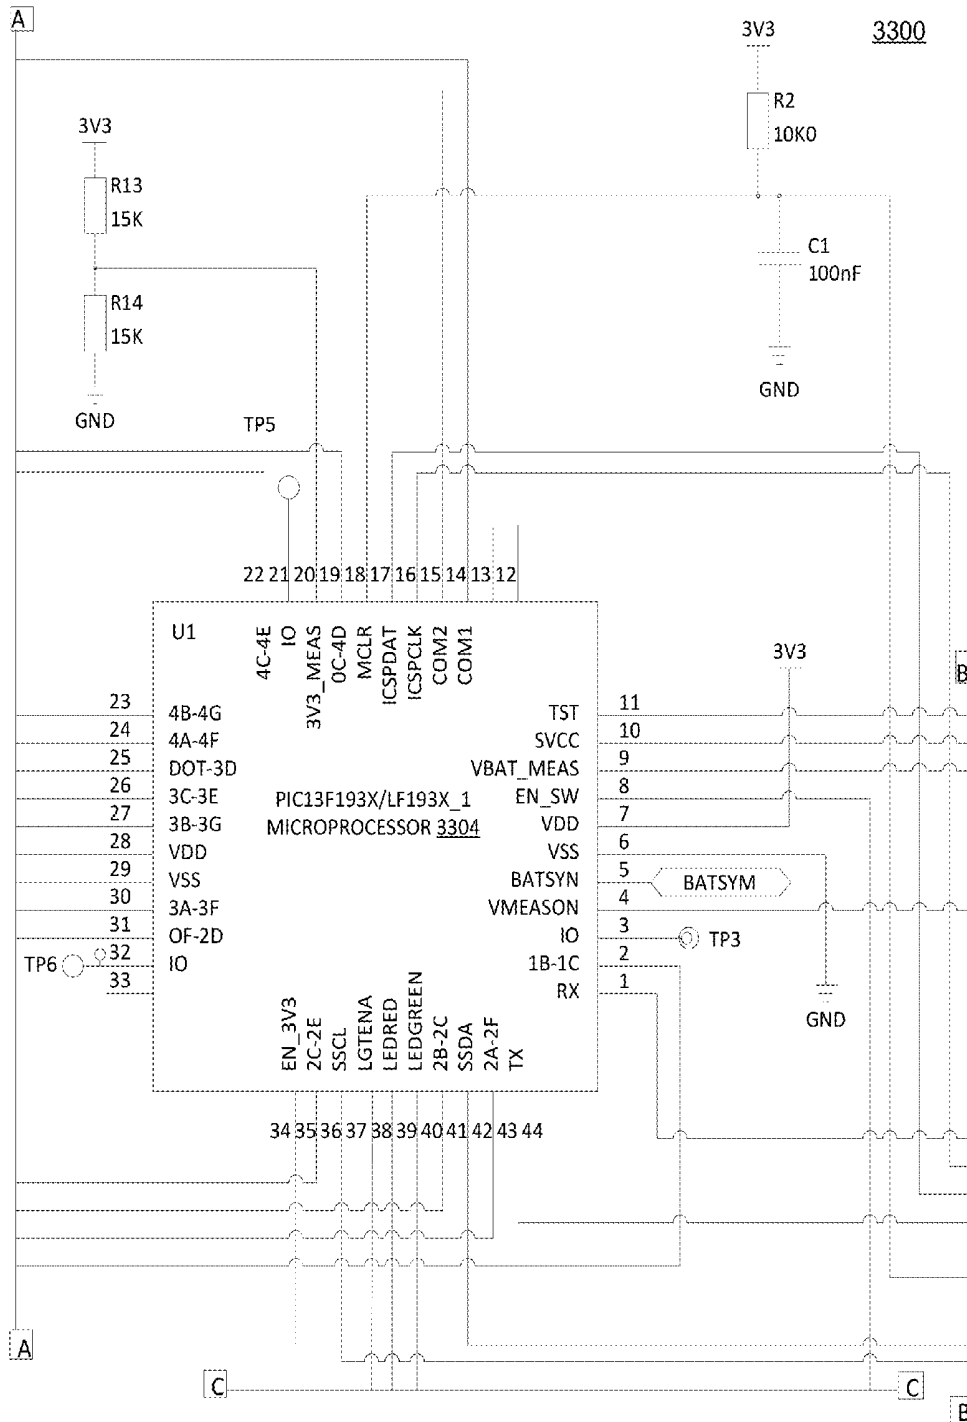 A
3300
3V3
R2
10K0
3V3
R13
15K
C1
100nF
R14
15K
GND
GND
TP5
22 21 20 19 18 17 16 15 14 13 12
U1
4C-4E
IO
3V3_MEAS
0C-4D
MCLR
ICSPDAT
ICSPCLK
COM2
COM1
3V3
B
23 4B-4G
24 4A-4F
25 DOT-3D
26 3C-3E
27 3B-3G
28 VDD
29 VSS
30 3A-3F
31 OF-2D
32 IO
33
TP6
PIC13F193X/LF193X_1
MICROPROCESSOR 3304
TST 11
SVCC 10
VBAT_MEAS 9
EN_SW 8
VDD 7
VSS 6
BATSYN 5
BATSYM
VMEASON 4
IO 3
TP3
1B-1C 2
RX 1
GND
EN_3V3
2C-2E
SSCL
LGTENA
LEDRED
LEDGREEN
2B-2C
SSDA
2A-2F
TX
34 35 36 37 38 39 40 41 42 43 44
A
C
C
B